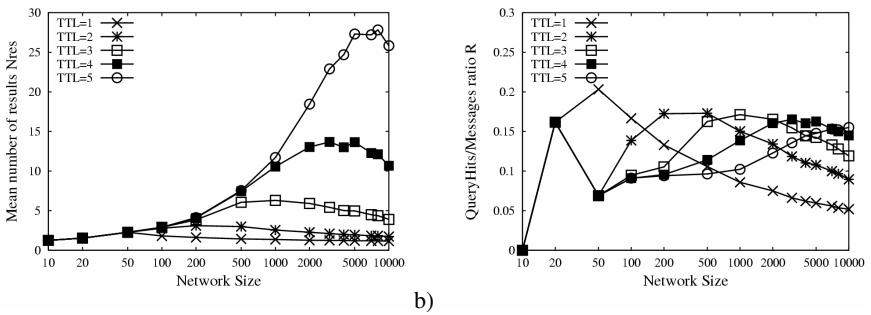 Mean number of results Nres
30
25
20
15
10
5
0
TTL=1
TTL=2
TTL=3
TTL=4
TTL=5
10 20 50 100 200 500 1000 2000 5000 10000
Network Size
b)
QueryHits/Messages ratio R
0.3
0.25
0.2
0.15
0.1
0.05
0
TTL=1
TTL=2
TTL=3
TTL=4
TTL=5
10 20 50 100 200 500 1000 2000 5000 10000
Network Size